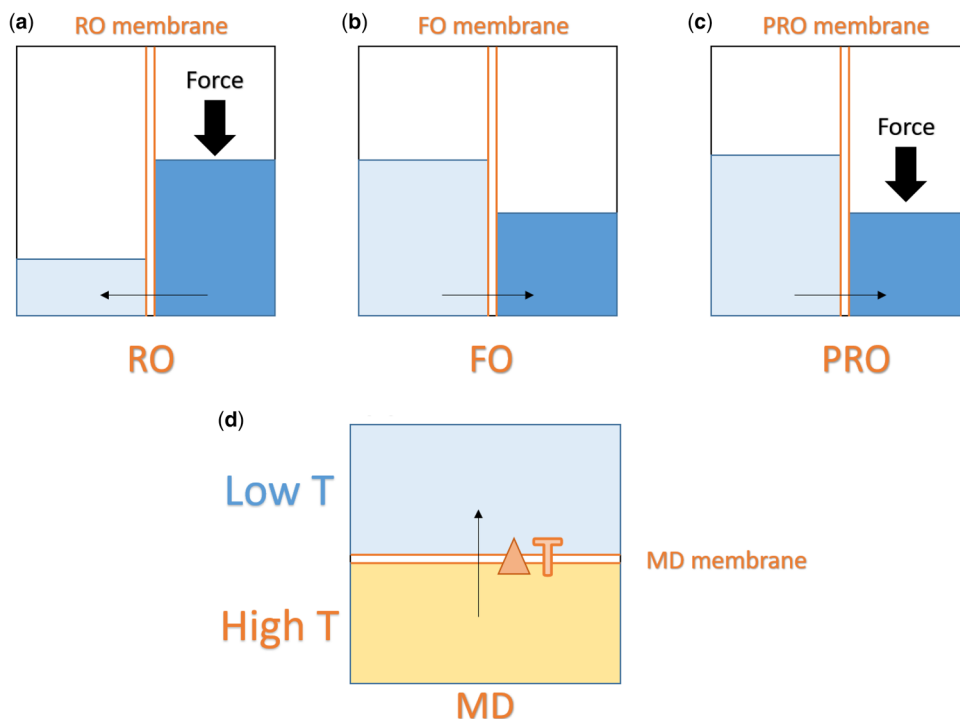 (a)
RO membrane
Force
RO
(b)
FO membrane
FO
(c)
PRO membrane
Force
PRO
(d)
Low T
T
MD membrane
High T
MD